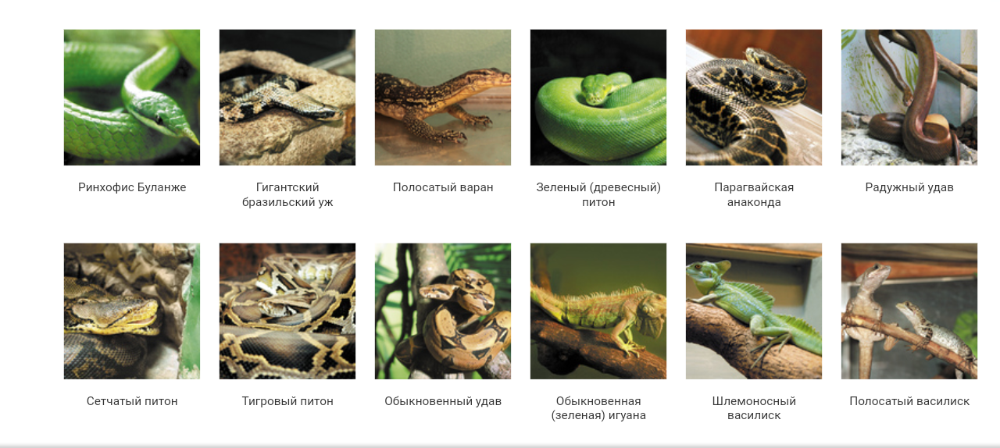 Ринхофис Буланже
Гигантский
бразильский уж
Полосатый варан
Зеленый (древесный)
питон
Парагвайская
анаконда
Радужный удав
Сетчатый питон
Тигровый питон
Обыкновенный удав
Обыкновенная
(зеленая) игуана
Шлемоносный
василиск
Полосатый василиск